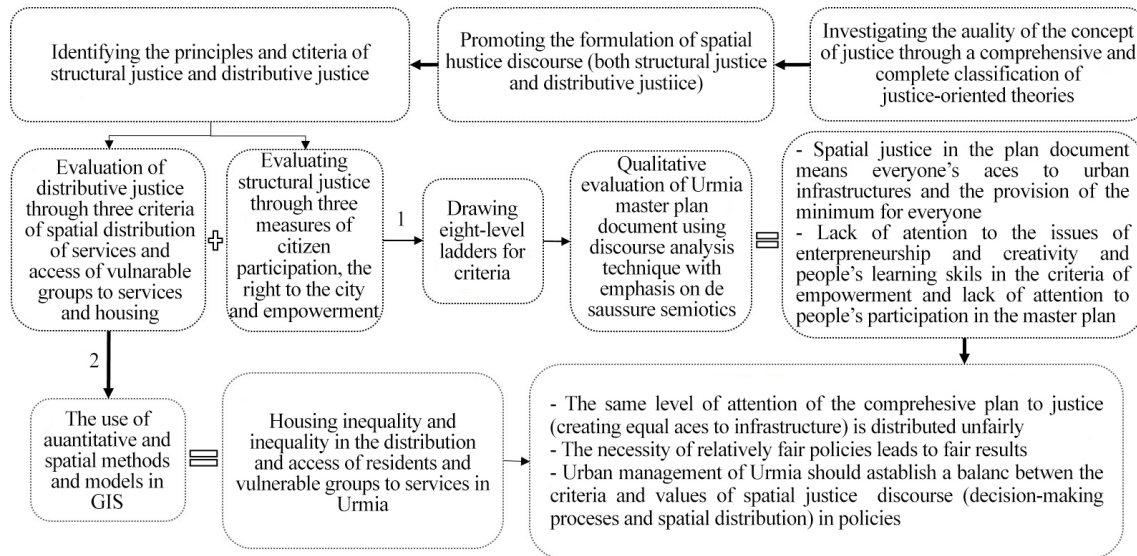 Identifying the principles and ctiteria of
structural justice and distributive justice
Promoting the formulation of spatial
hustice discourse (both structural justice
and distributive justiice)
Investigating the auality of the concept
of justice through a comprehensive and
complete classification of
justice-oriented theories
Evaluation of
distributive justice
through three criteria
of spatial distribution
of services and
access of vulnarable
groups to services
and housing
Evaluating
structural justice
through three
measures of
citizen
participation, the
right to the city
and empowerment
1
Drawing
eight-level
ladders for
criteria
Qualitative
evaluation of Urmia
master plan
document using
discourse analysis
technique with
emphasis on de
saussure semiotics
- Spatial justice in the plan document
means everyone's aces to urban
infrastructures and the provision of the
minimum for everyone
- Lack of atention to the issues of
enterpreneurship and creativity and
people's learning skils in the criteria of
empowerment and lack of attention to
people's participation in the master plan
2
The use of
auantitative and
spatial methods
and models in
GIS
Housing inequality and
inequality in the distribution
and access of residents and
vulnerable groups to services in
Urmia
- The same level of attention of the comprehesive plan to justice
(creating equal aces to infrastructure) is distributed unfairly
- The necessity of relatively fair policies leads to fair results
- Urban management of Urmia should establish a balanc betwen the
criteria and values of spatial justice discourse (decision-making
proceses and spatial distribution) in policies